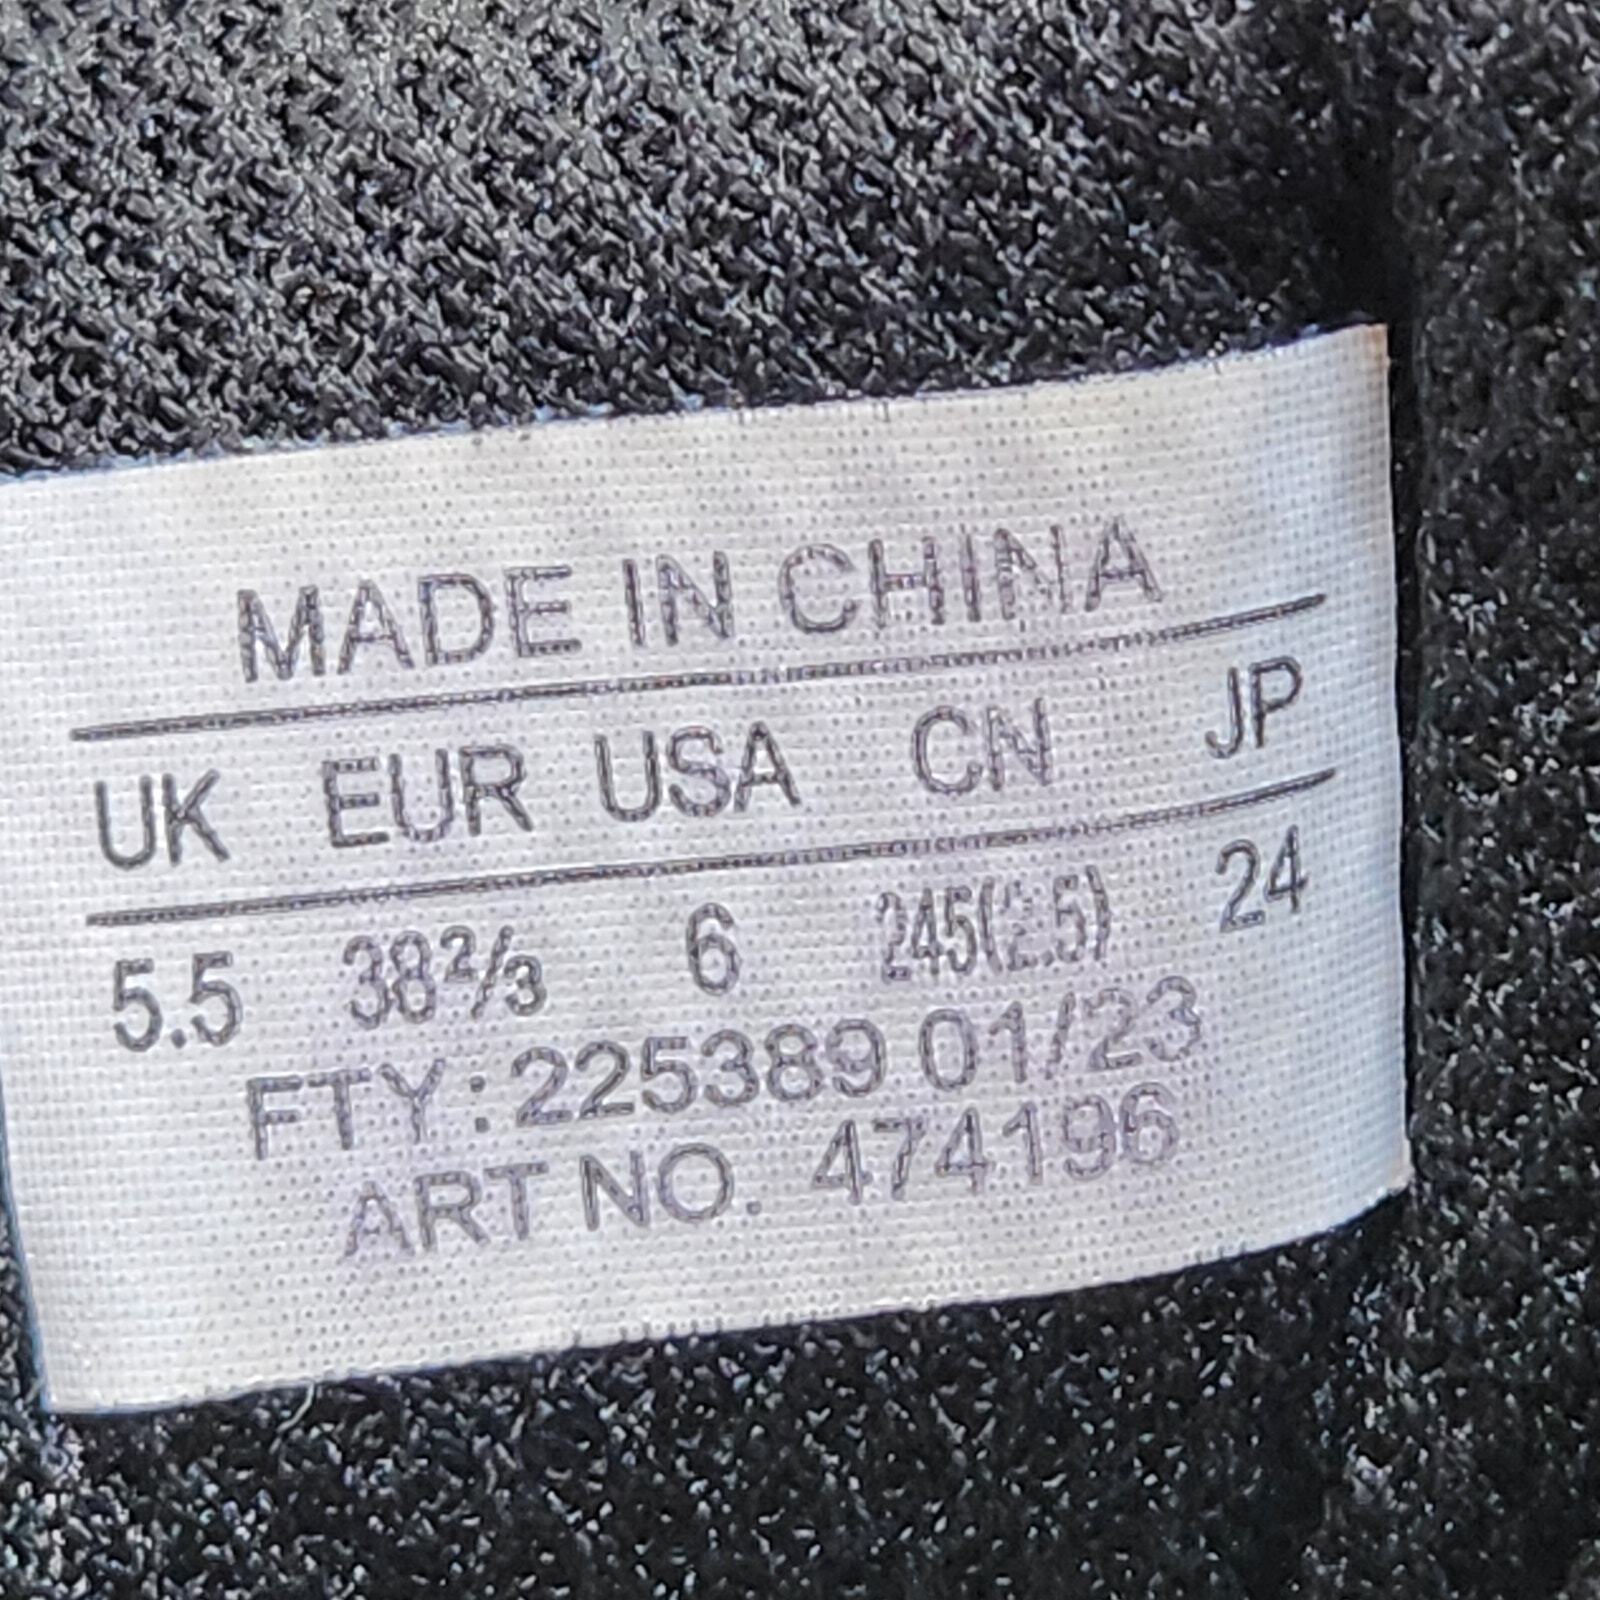 MADE IN CHINA
UK EUR USA CN JP
5.5 38⅔ 6 245(2.5) 24
FTY:225389 01/23
ART NO. 474196